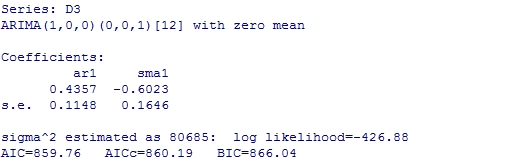 Series: D3
ARIMA(1,0,0)(0,0,1)[12] with zero mean
Coefficients:
ar1 sma1
0.4357 -0.6023
s.e. 0.1148 0.1646
sigma^2 estimated as 80685: log likelihood=-426.88
AIC=859.76 AICc=860.19 BIC=866.04